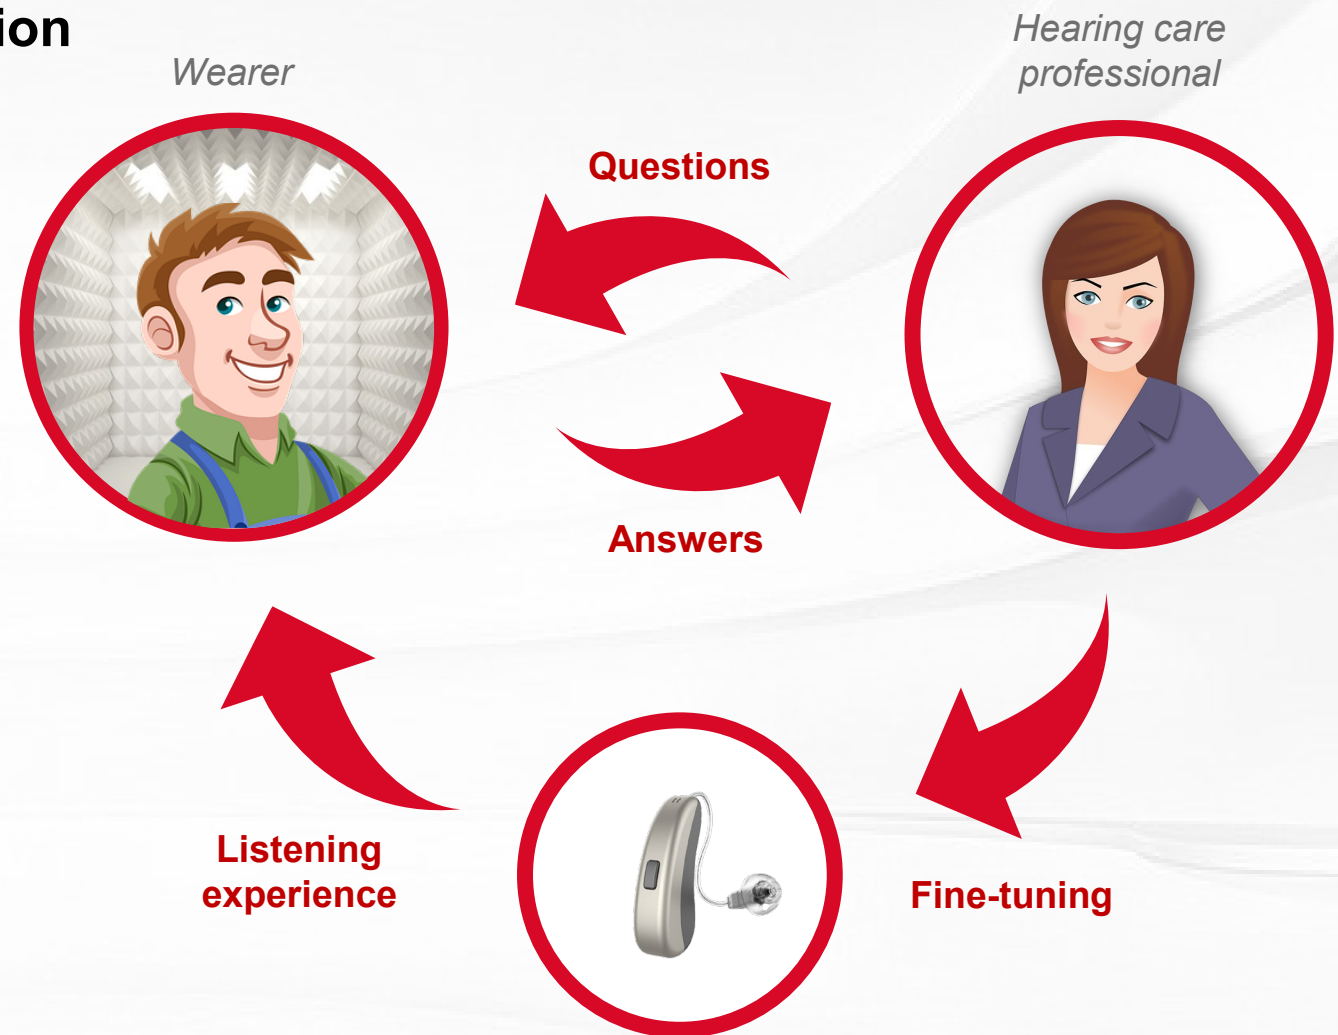 ion
Wearer
Hearing care
professional
Questions
Answers
Listening
experience
Fine-tuning